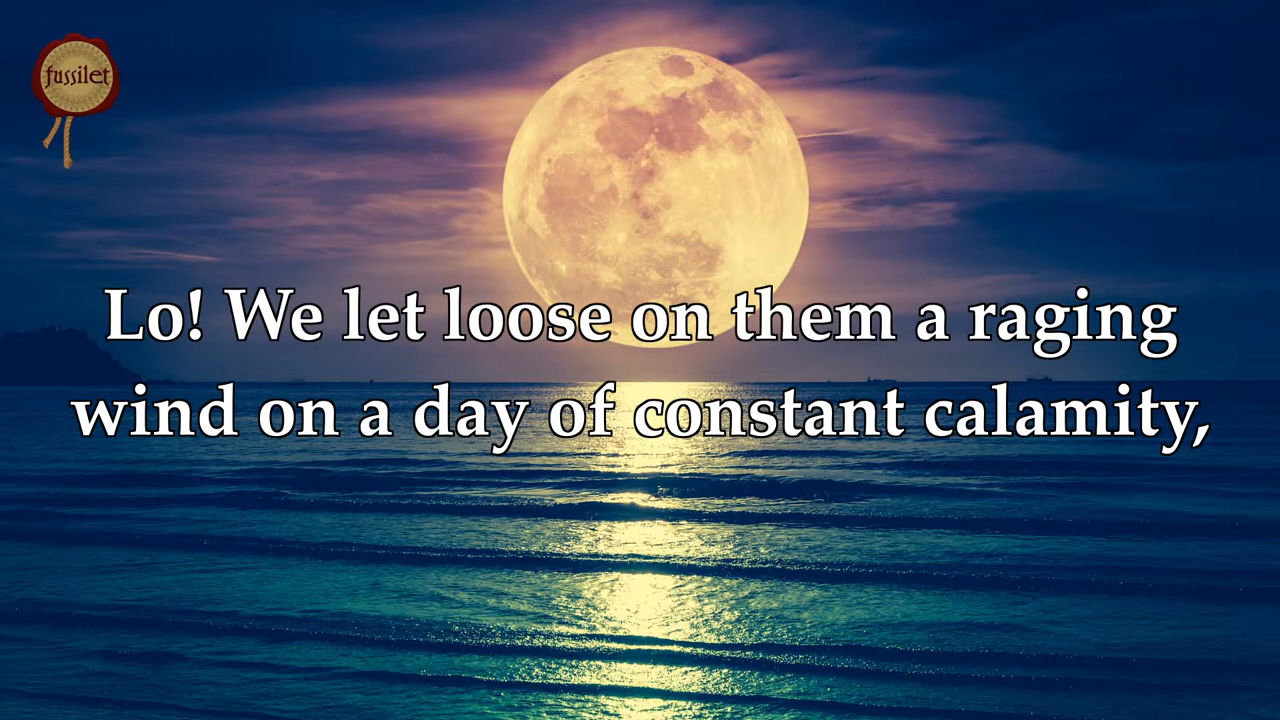 fussilet
Lo! We let loose on them a raging
wind on a day of constant calamity,